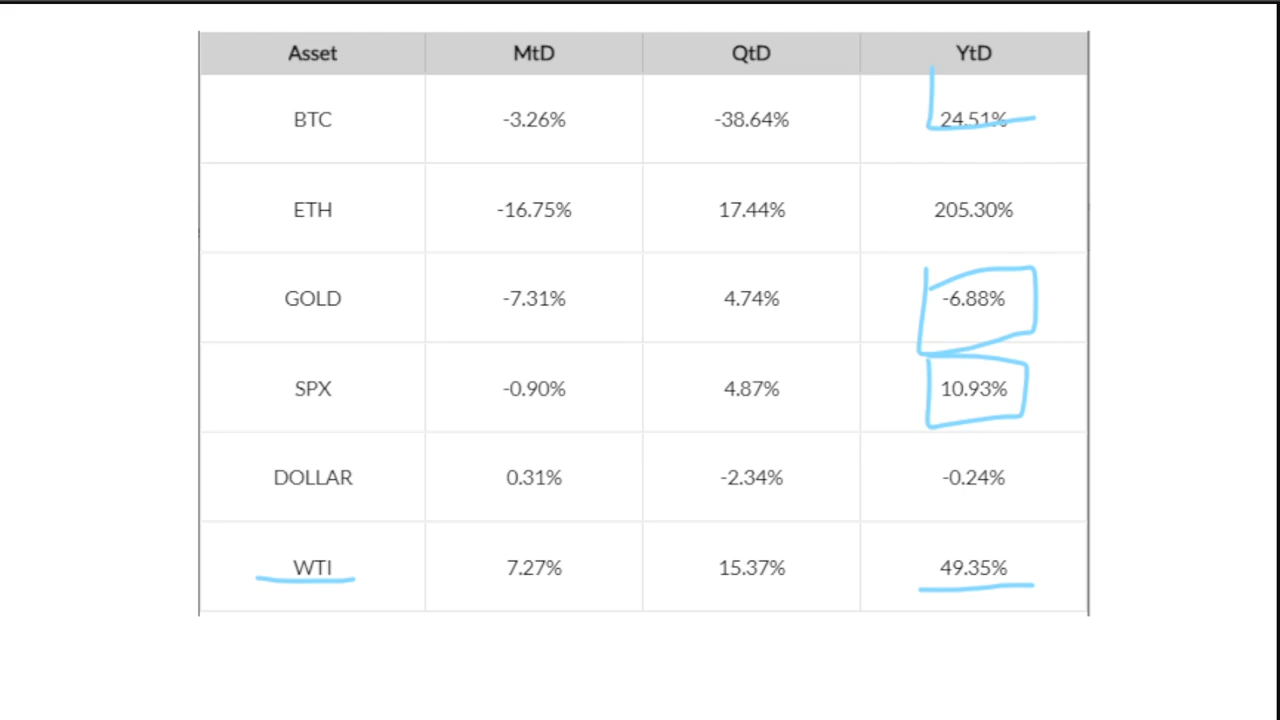 Asset MtD QtD YtD
BTC -3.26% -38.64% 24.51%
ETH -16.75% 17.44% 205.30%
GOLD -7.31% 4.74% -6.88%
SPX -0.90% 4.87% 10.93%
DOLLAR 0.31% -2.34% -0.24%
WTI 7.27% 15.37% 49.35%